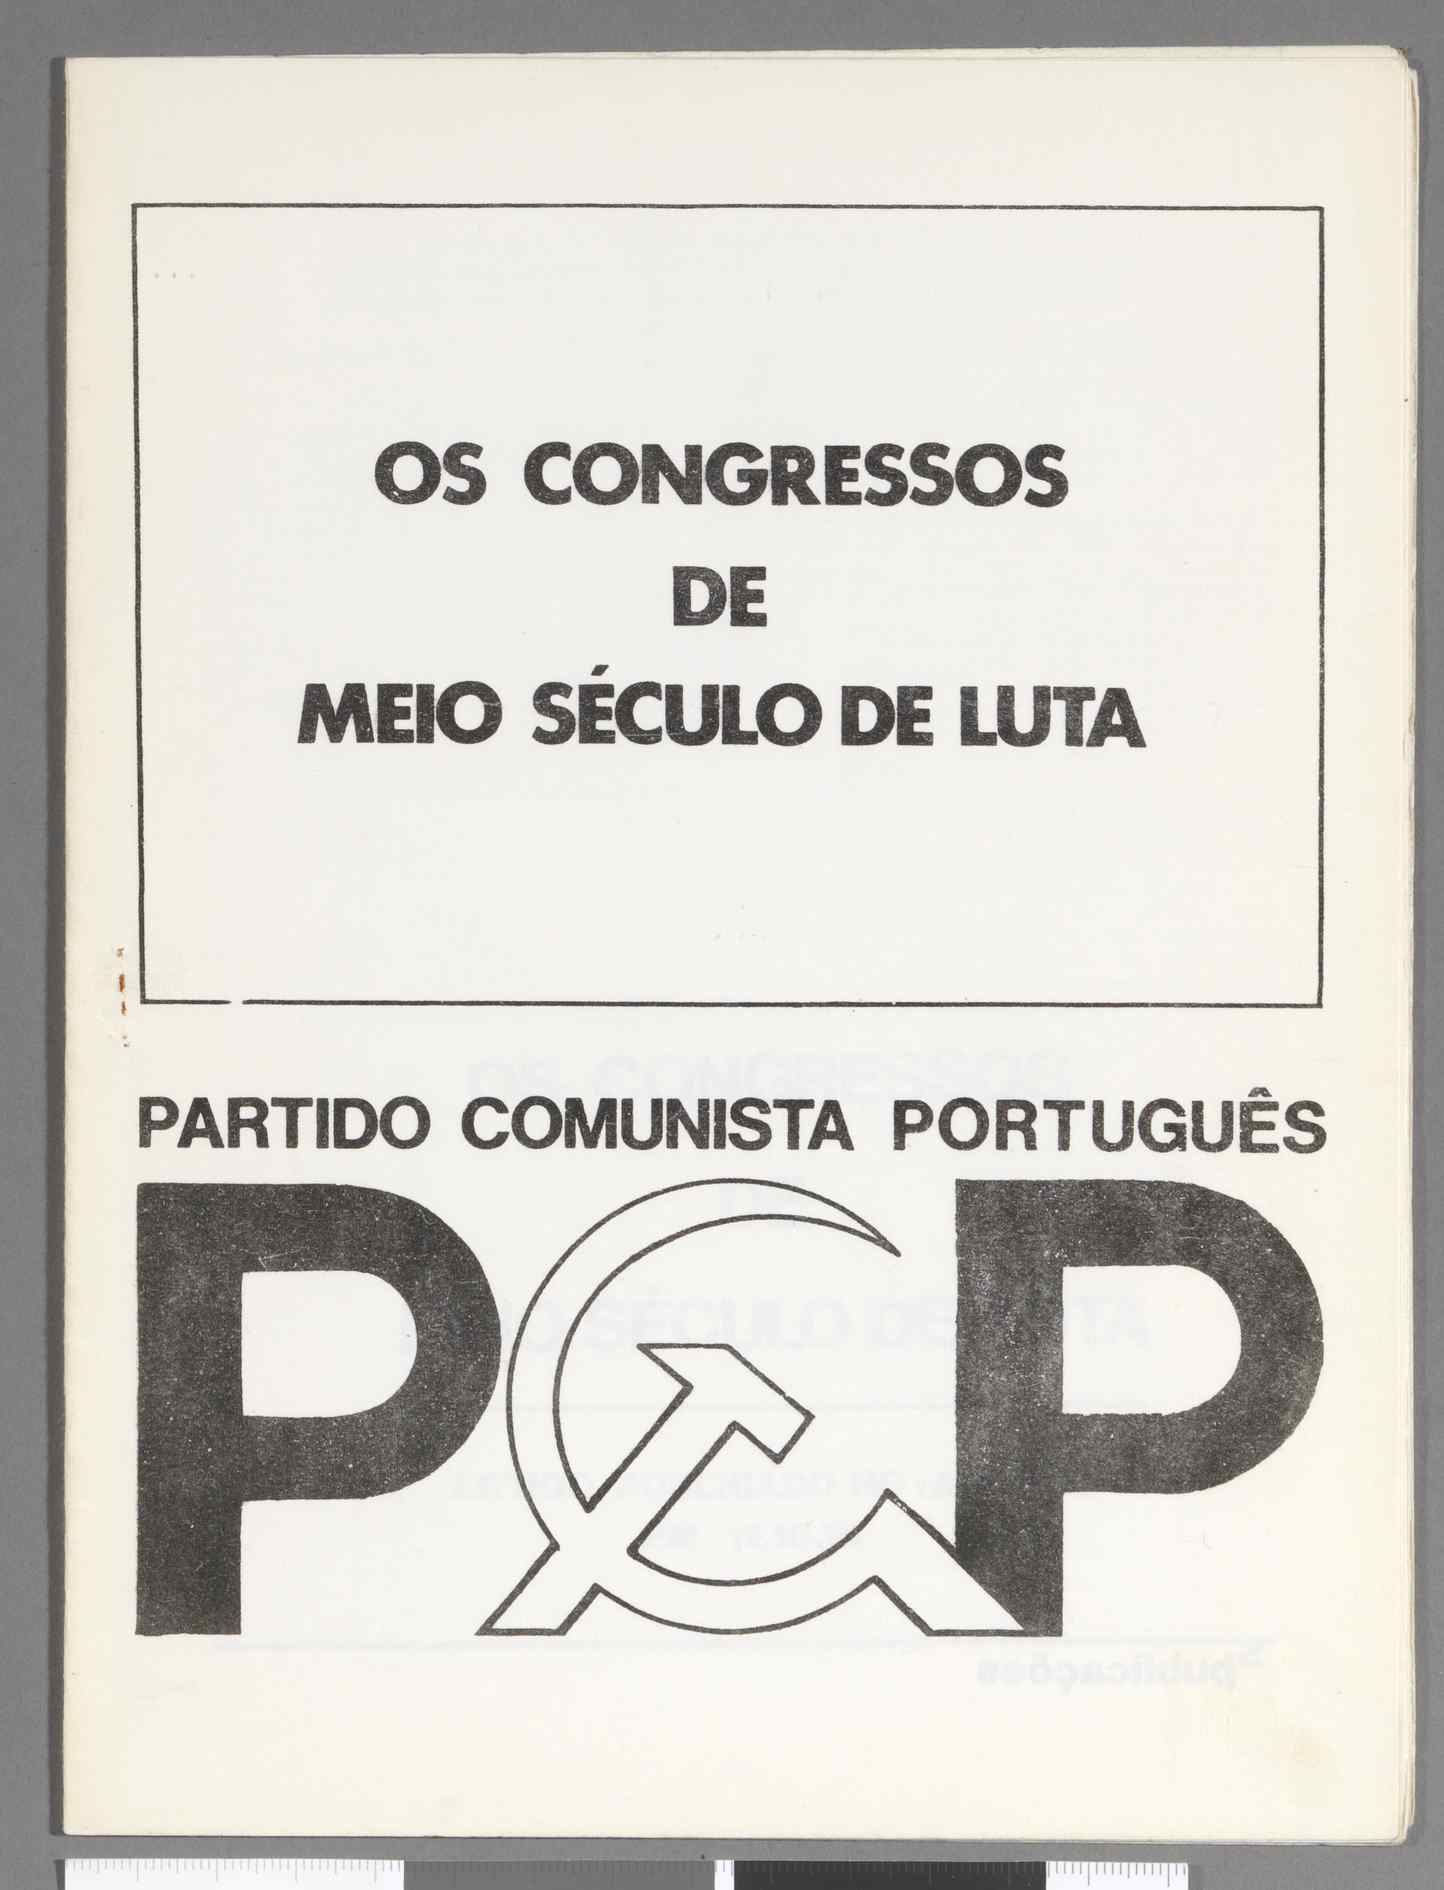 OS CONGRESSOS
DE
MEIO SÉCULO DE LUTA
PARTIDO COMUNISTA PORTUGUÊS
PCP